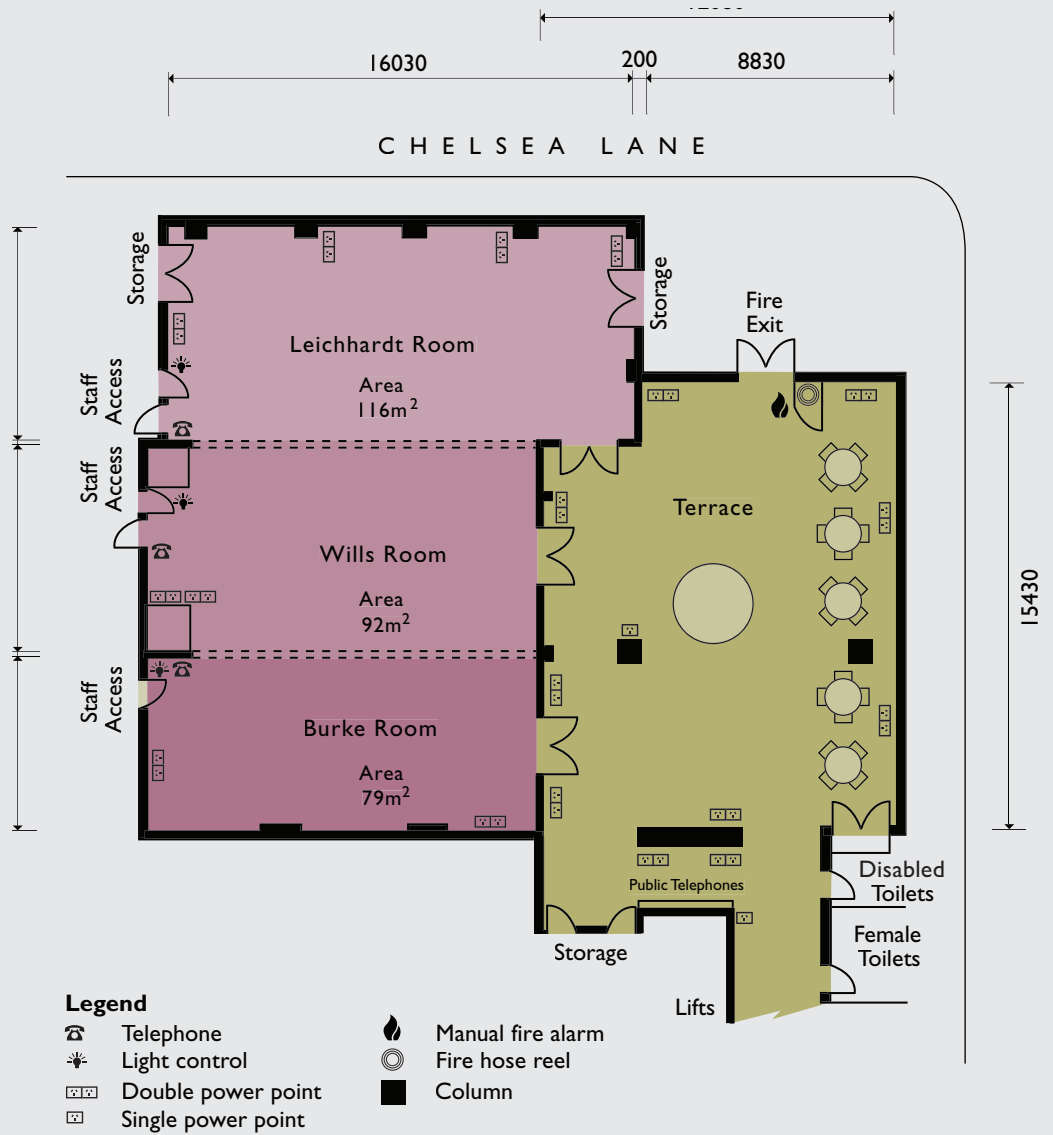 16030
200
8830
CHELSEA LANE
Storage
Storage
Fire
Exit
Leichhardt Room
Area
116m²
Staff
Access
Staff
Access
Terrace
Wills Room
Area
92m²
15430
Staff
Access
Burke Room
Area
79m²
Public Telephones
Disabled
Toilets
Female
Toilets
Storage
Lifts
Legend
Telephone
Light control
Double power point
Single power point
Manual fire alarm
Fire hose reel
Column